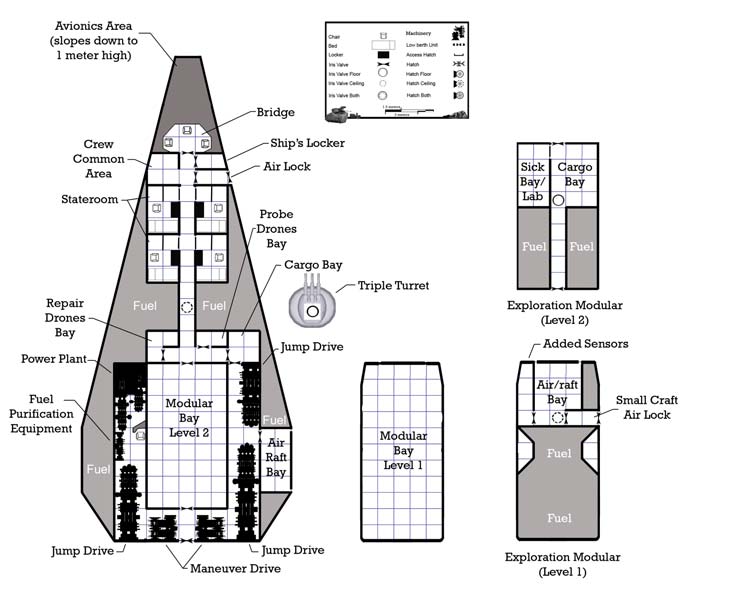 Avionics Area
(slopes down to
1 meter high)
Chair
Bed
Locker
Iris Valve
Iris Valve Floor
Iris Valve Ceiling
Iris Valve Both
Machinery
Low berth Unit
Access Hatch
Hatch
Hatch Floor
Hatch Ceiling
Hatch Both
1.5 meters
3 meters
Bridge
Ship's Locker
Crew
Common
Area
Air Lock
Stateroom
Probe
Drones
Bay
Cargo Bay
Triple Turret
Fuel
Fuel
Repair
Drones
Bay
Jump Drive
Power Plant
Fuel
Purification
Equipment
Modular
Bay
Level 2
Fuel
Air
Raft
Bay
Fuel
Jump Drive
Maneuver Drive
Jump Drive
Modular
Bay
Level 1
Sick
Bay/
Lab
Cargo
Bay
Fuel
Fuel
Exploration Modular
(Level 2)
Added Sensors
Air/raft
Bay
Small Craft
Air Lock
Fuel
Fuel
Exploration Modular
(Level 1)